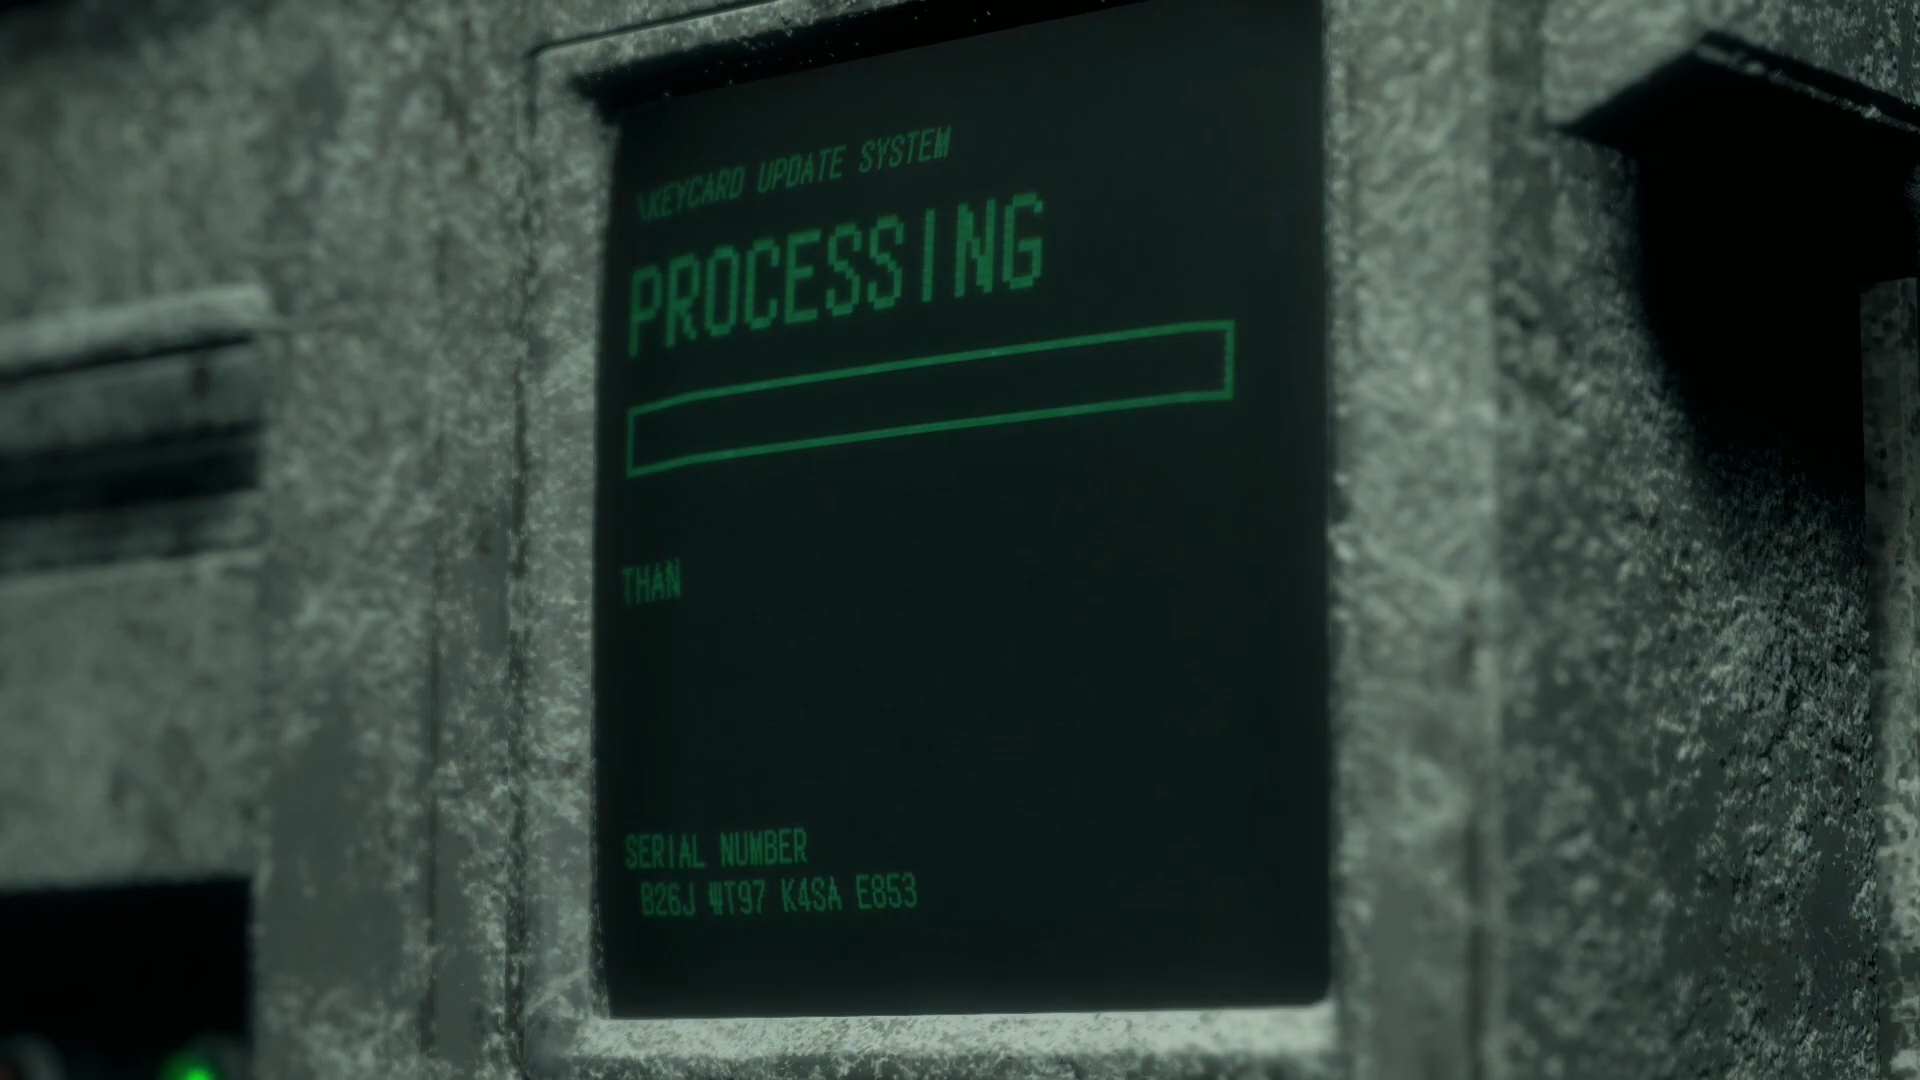 \KEYCARD UPDATE SYSTEM
PROCESSING
THAN
SERIAL NUMBER
B26J WT97 K4SA E853